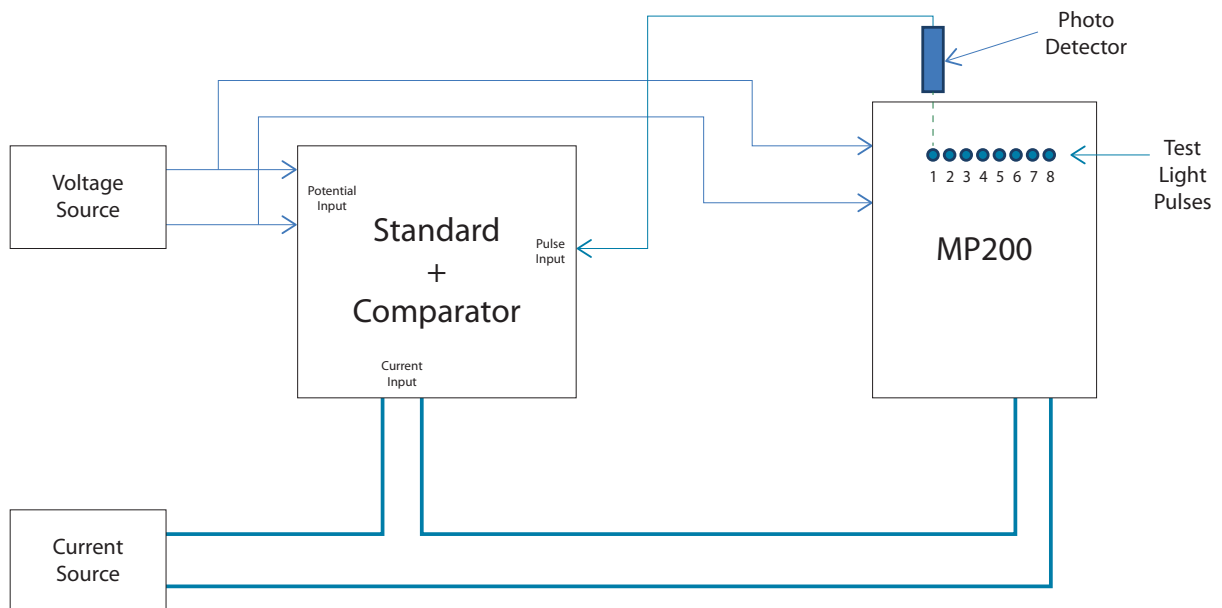 Photo
Detector
Test
Light
Pulses
1 2 3 4 5 6 7 8
MP200
Voltage
Source
Potential
Input
Standard
+
Comparator
Pulse
Input
Current
Input
Current
Source